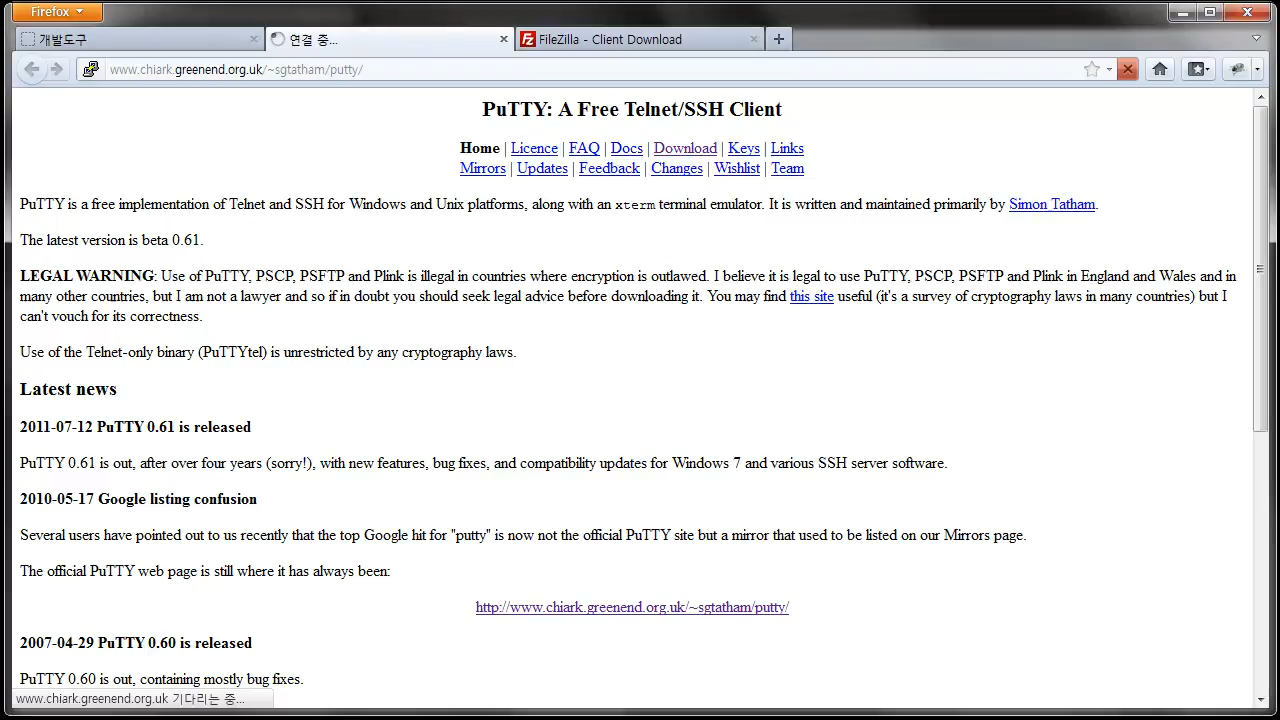 Firefox
개발도구
연결 중...
FileZilla - Client Download
www.chiark.greenend.org.uk/~sgtatham/putty/
PuTTY: A Free Telnet/SSH Client
Home | Licence | FAQ | Docs | Download | Keys | Links
Mirrors | Updates | Feedback | Changes | Wishlist | Team
PuTTY is a free implementation of Telnet and SSH for Windows and Unix platforms, along with an xterm terminal emulator. It is written and maintained primarily by Simon Tatham.
The latest version is beta 0.61.
LEGAL WARNING: Use of PuTTY, PSCP, PSFTP and Plink is illegal in countries where encryption is outlawed. I believe it is legal to use PuTTY, PSCP, PSFTP and Plink in England and Wales and in
many other countries, but I am not a lawyer and so if in doubt you should seek legal advice before downloading it. You may find this site useful (it's a survey of cryptography laws in many countries) but I
can't vouch for its correctness.
Use of the Telnet-only binary (PuTTYtel) is unrestricted by any cryptography laws.
Latest news
2011-07-12 PuTTY 0.61 is released
PuTTY 0.61 is out, after over four years (sorry!), with new features, bug fixes, and compatibility updates for Windows 7 and various SSH server software.
2010-05-17 Google listing confusion
Several users have pointed out to us recently that the top Google hit for "putty" is now not the official PuTTY site but a mirror that used to be listed on our Mirrors page.
The official PuTTY web page is still where it has always been:
http://www.chiark.greenend.org.uk/~sgtatham/putty/
2007-04-29 PuTTY 0.60 is released
PuTTY 0.60 is out, containing mostly bug fixes.
www.chiark.greenend.org.uk 기다리는 중...